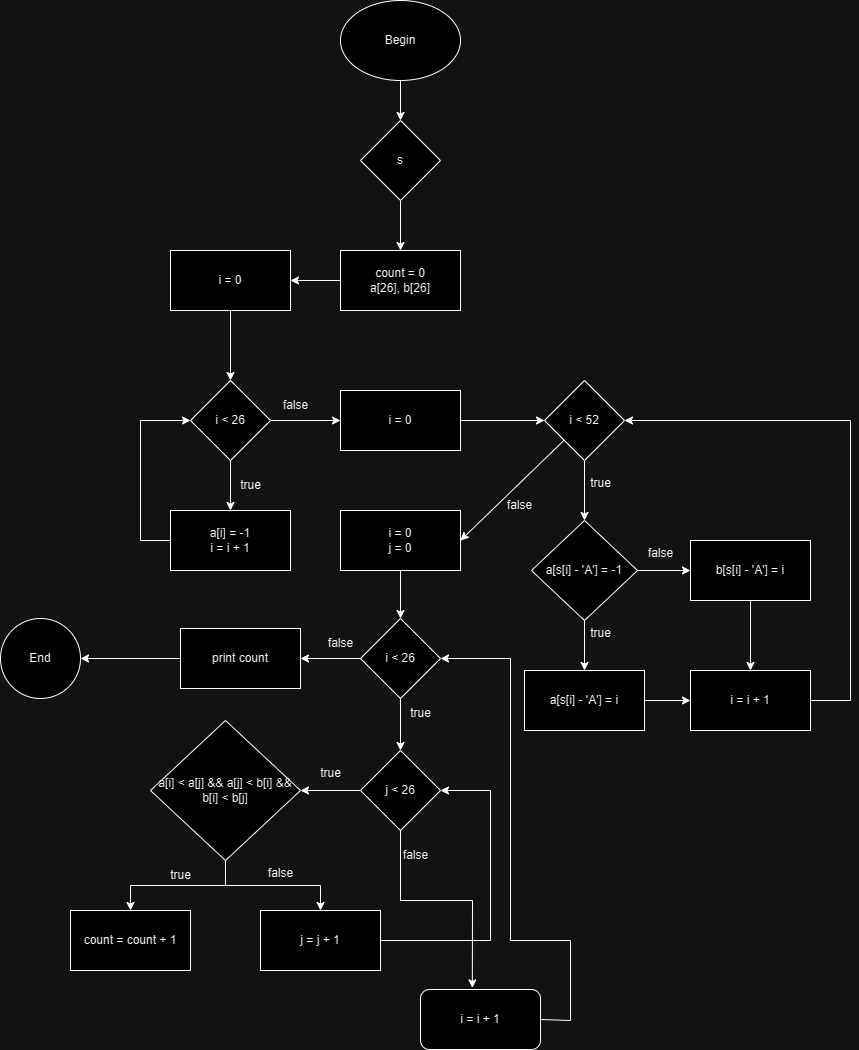 Begin
s
count = 0
a[26], b[26]
i = 0
i < 26
false
i = 0
i < 52
true
a[i] = -1
i = i + 1
false
i = 0
j = 0
true
a[s[i] - 'A'] = -1
false
b[s[i] - 'A'] = i
true
a[s[i] - 'A'] = i
i = i + 1
i < 26
false
print count
End
true
j < 26
true
a[i] < a[j] && a[j] < b[i] &&
b[i] < b[j]
false
true
false
count = count + 1
j = j + 1
i = i + 1